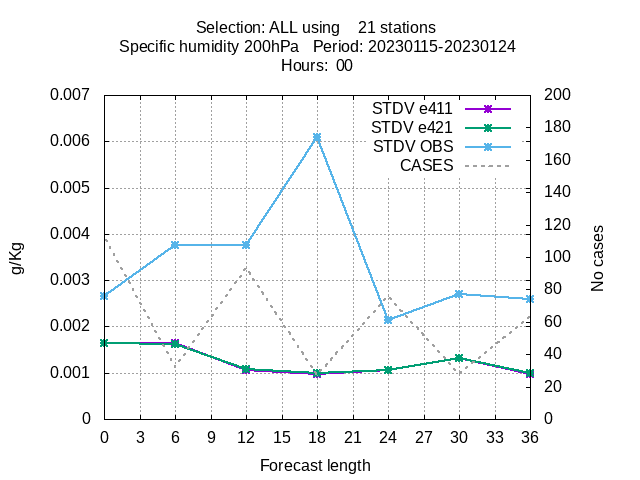 Selection: ALL using    21 stations
Specific humidity 200hPa   Period: 20230115-20230124
Hours:  00
0.007
0.006
0.005
0.004
0.003
0.002
0.001
0
g/Kg
STDV e411
STDV e421
STDV OBS
CASES
200
180
160
140
120
100
80
60
40
20
0
No cases
0 3 6 9 12 15 18 21 24 27 30 33 36
Forecast length